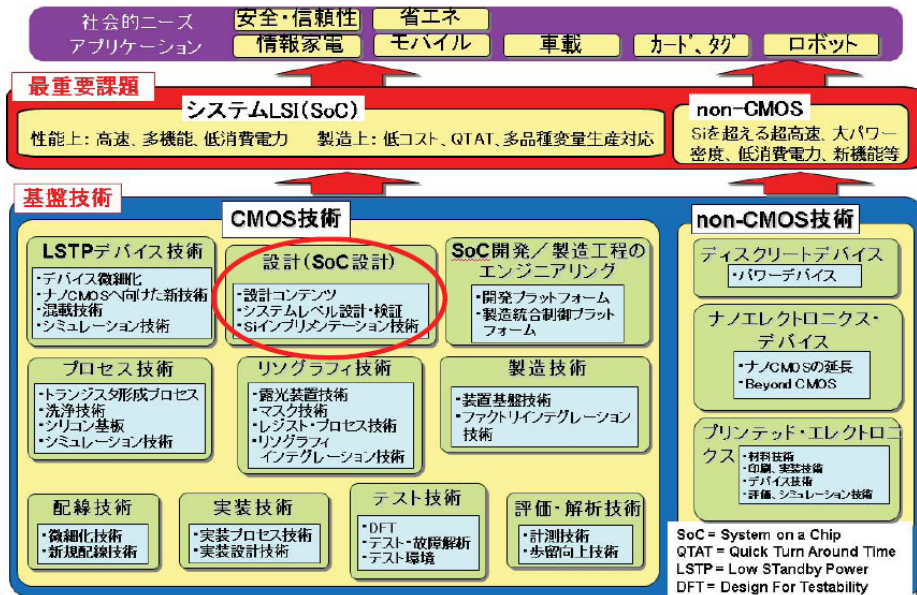 社会的ニーズ
アプリケーション
安全・信頼性
省エネ
情報家電
モバイル
車載
カード、タグ
ロボット
最重要課題
システムLSI(SoC)
性能上: 高速、多機能、低消費電力　製造上: 低コスト、QTAT、多品種変量生産対応
non-CMOS
Siを超える超高速、大パワー
密度、低消費電力、新機能等
基盤技術
CMOS技術
LSTPデバイス技術
・デバイス微細化
・ナノCMOSへ向けた新技術
・混載技術
・シミュレーション技術
設計(SoC設計)
・設計コンテンツ
・システムレベル設計・検証
・Siインプリメンテーション技術
SoC開発/製造工程の
エンジニアリング
・開発プラットフォーム
・製造統合制御プラット
フォーム
プロセス技術
・トランジスタ形成プロセス
・洗浄技術
・シリコン基板
・シミュレーション技術
リソグラフィ技術
・露光装置技術
・マスク技術
・レジスト・プロセス技術
・リソグラフィ
インテグレーション技術
製造技術
・装置基盤技術
・ファクトリインテグレーション
技術
配線技術
・微細化技術
・新規配線技術
実装技術
・実装プロセス技術
・実装設計技術
テスト技術
・DFT
・テスト・故障解析
・テスト環境
評価・解析技術
・計測技術
・歩留向上技術
non-CMOS技術
ディスクリートデバイス
・パワーデバイス
ナノエレクトロニクス・
デバイス
・ナノCMOSの延長
・Beyond CMOS
プリンテッド・エレクトロニ
クス
・材料技術
・印刷、実装技術
・デバイス技術
・評価、シミュレーション技術
SoC = System on a Chip
QTAT = Quick Turn Around Time
LSTP = Low STandby Power
DFT = Design For Testability